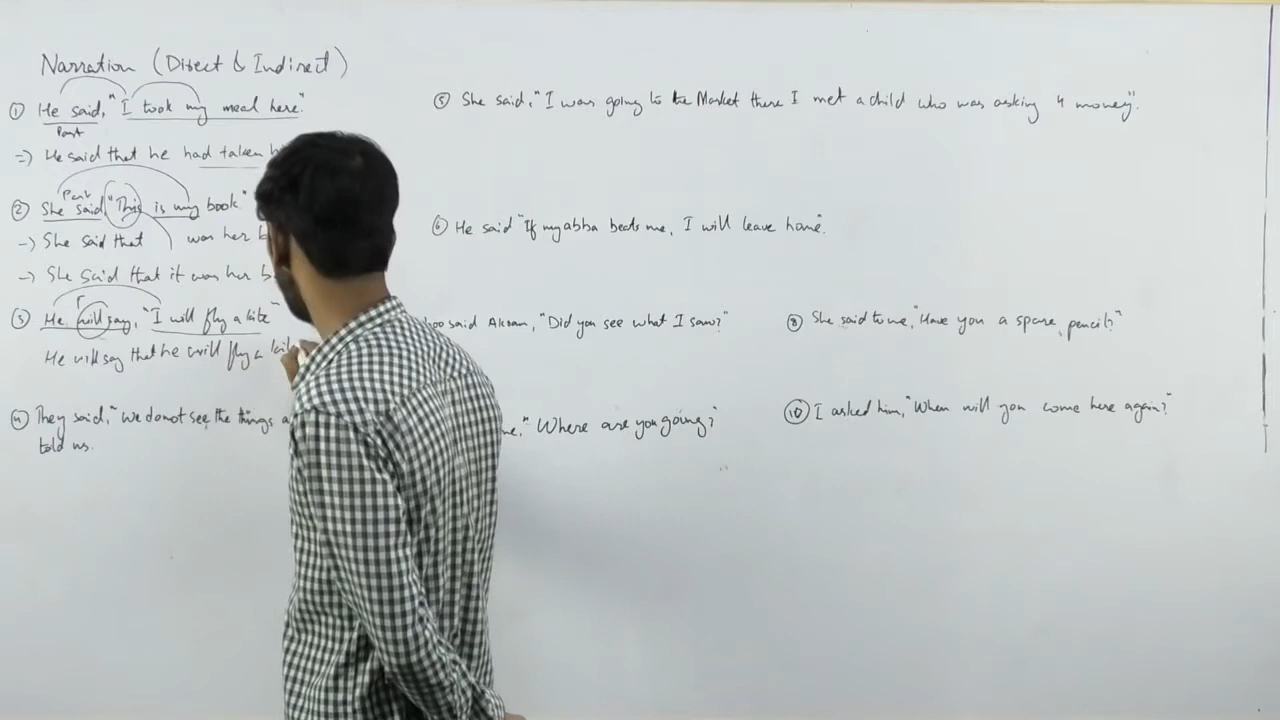 Narration (Direct & Indirect)
① He said, "I took my meal here".
Past
=) He said that he had taken
Past
② She said "This is my book"
-) She said that was her
-) She said that it was her
③ He will say, "I will fly a kite"
He will say that he will fly a
④ They said, "we donot see the things
told us.
⑤ She said, "I was going to the Market there I met a child who was asking 4 money".
⑥ He said "If my abba beats me, I will leave home".
said Akram, "Did you see what I saw?"
⑧ She said to me, "Have you a spare pencil?"
me," Where are you going?"
⑩ I asked him, "When will you come here again?"